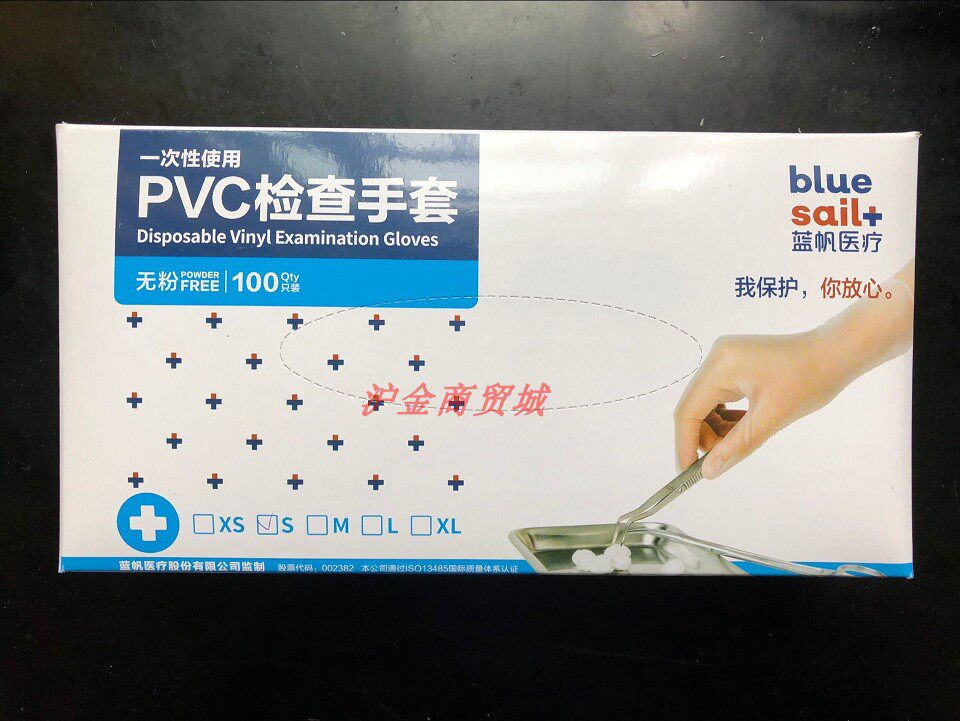 一次性使用
PVC检查手套
Disposable Vinyl Examination Gloves
无粉 POWDER FREE 100 Qty 只装
blue
sail+
蓝帆医疗
我保护，你放心。
沪金商贸城
XS S M L XL
蓝帆医疗股份有限公司监制 股票代码：002382 本公司通过ISO13485国际质量体系认证